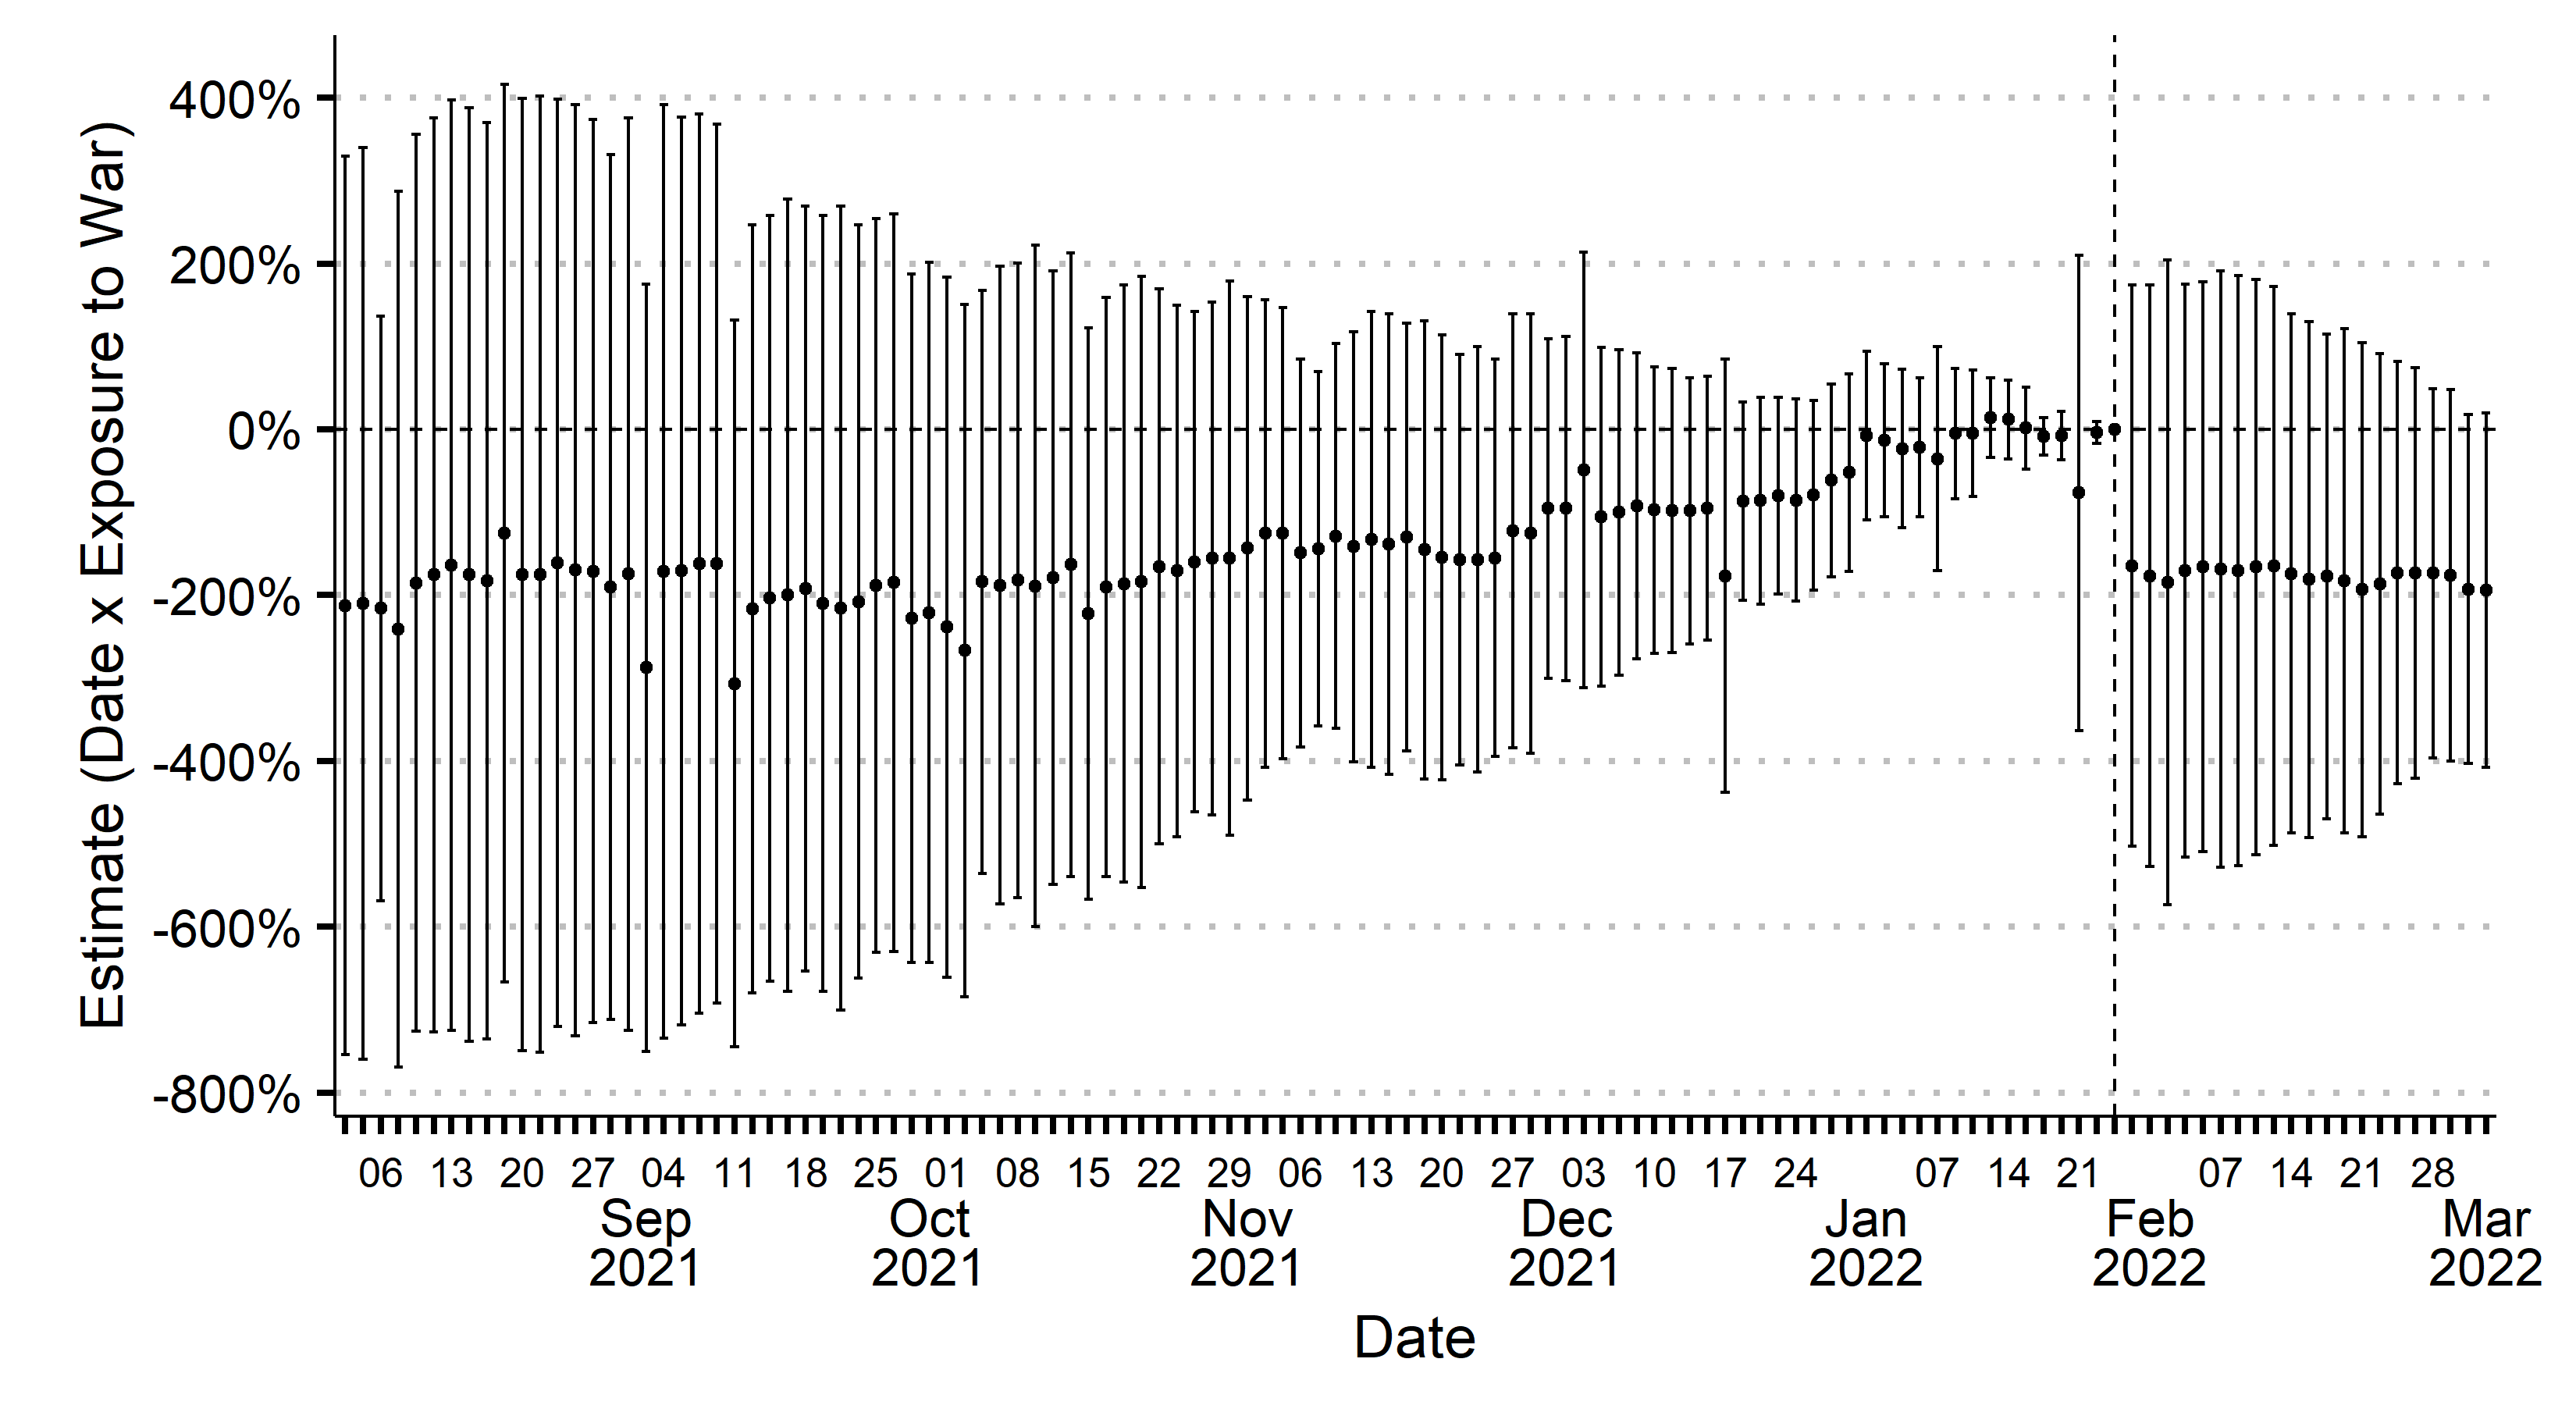 Estimate (Date x Exposure to War)
400%
200%
0%
-200%
-400%
-600%
-800%
06 13 20 27 04 11 18 25 01 08 15 22 29 06 13 20 27 03 10 17 24 07 14 21 07 14 21 28
Sep Oct Nov Dec Jan Feb Mar
2021 2021 2021 2021 2022 2022 2022
Date